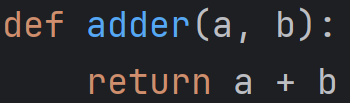 def adder(a, b):
    return a + b